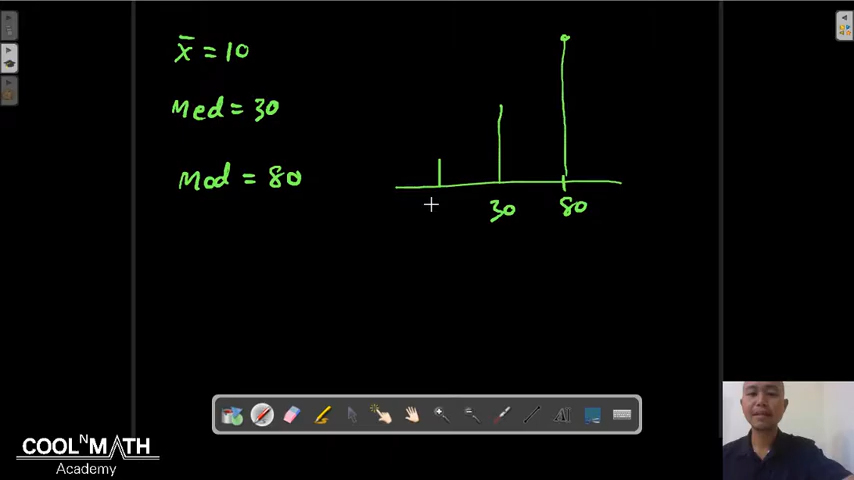 x̄ = 10
Med = 30
Mod = 80
30 80
COOL N MATH
Academy